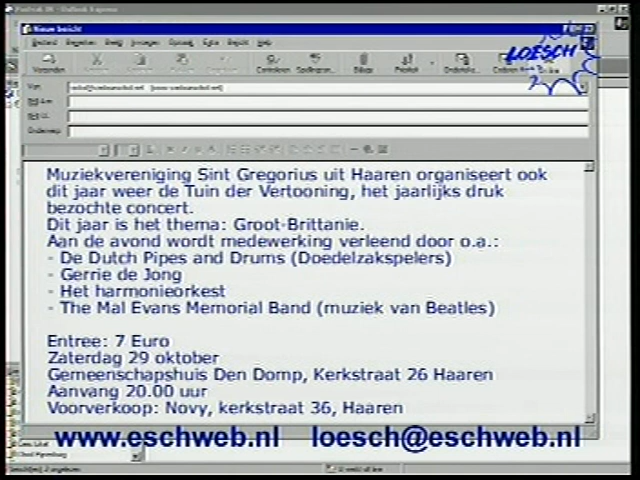 Nieuw bericht
LOESCH
Muziekvereniging Sint Gregorius uit Haaren organiseert ook
dit jaar weer de Tuin der Vertooning, het jaarlijks druk
bezochte concert.
Dit jaar is het thema: Groot-Brittanie.
Aan de avond wordt medewerking verleend door o.a.:
- De Dutch Pipes and Drums (Doedelzakspelers)
- Gerrie de Jong
- Het harmonieorkest
- The Mal Evans Memorial Band (muziek van Beatles)
Entree: 7 Euro
Zaterdag 29 oktober
Gemeenschapshuis Den Domp, Kerkstraat 26 Haaren
Aanvang 20.00 uur
Voorverkoop: Novy, kerkstraat 36, Haaren
www.eschweb.nl loesch@eschweb.nl